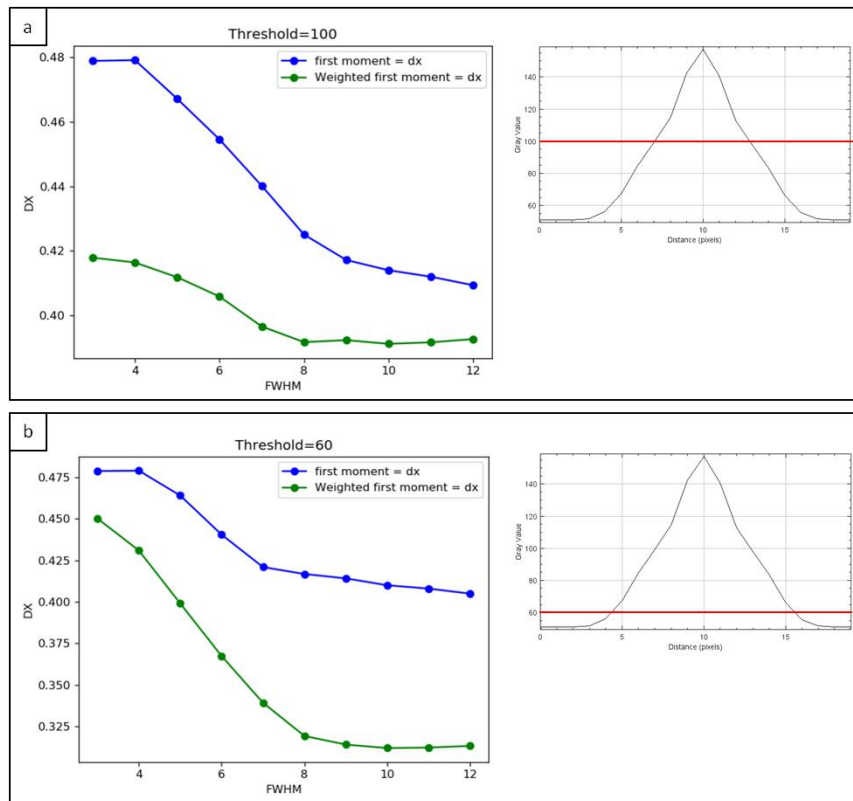 a
Threshold=100
first moment = dx
Weighted first moment = dx
0.48
0.46
0.44
0.42
0.40
DX
4
6
8
10
12
FWHM
140
120
100
80
60
Gray Value
0
5
10
15
Distance (pixels)
b
Threshold=60
first moment = dx
Weighted first moment = dx
0.475
0.450
0.425
0.400
0.375
0.350
0.325
DX
4
6
8
10
12
FWHM
140
120
100
80
60
Gray Value
0
5
10
15
Distance (pixels)